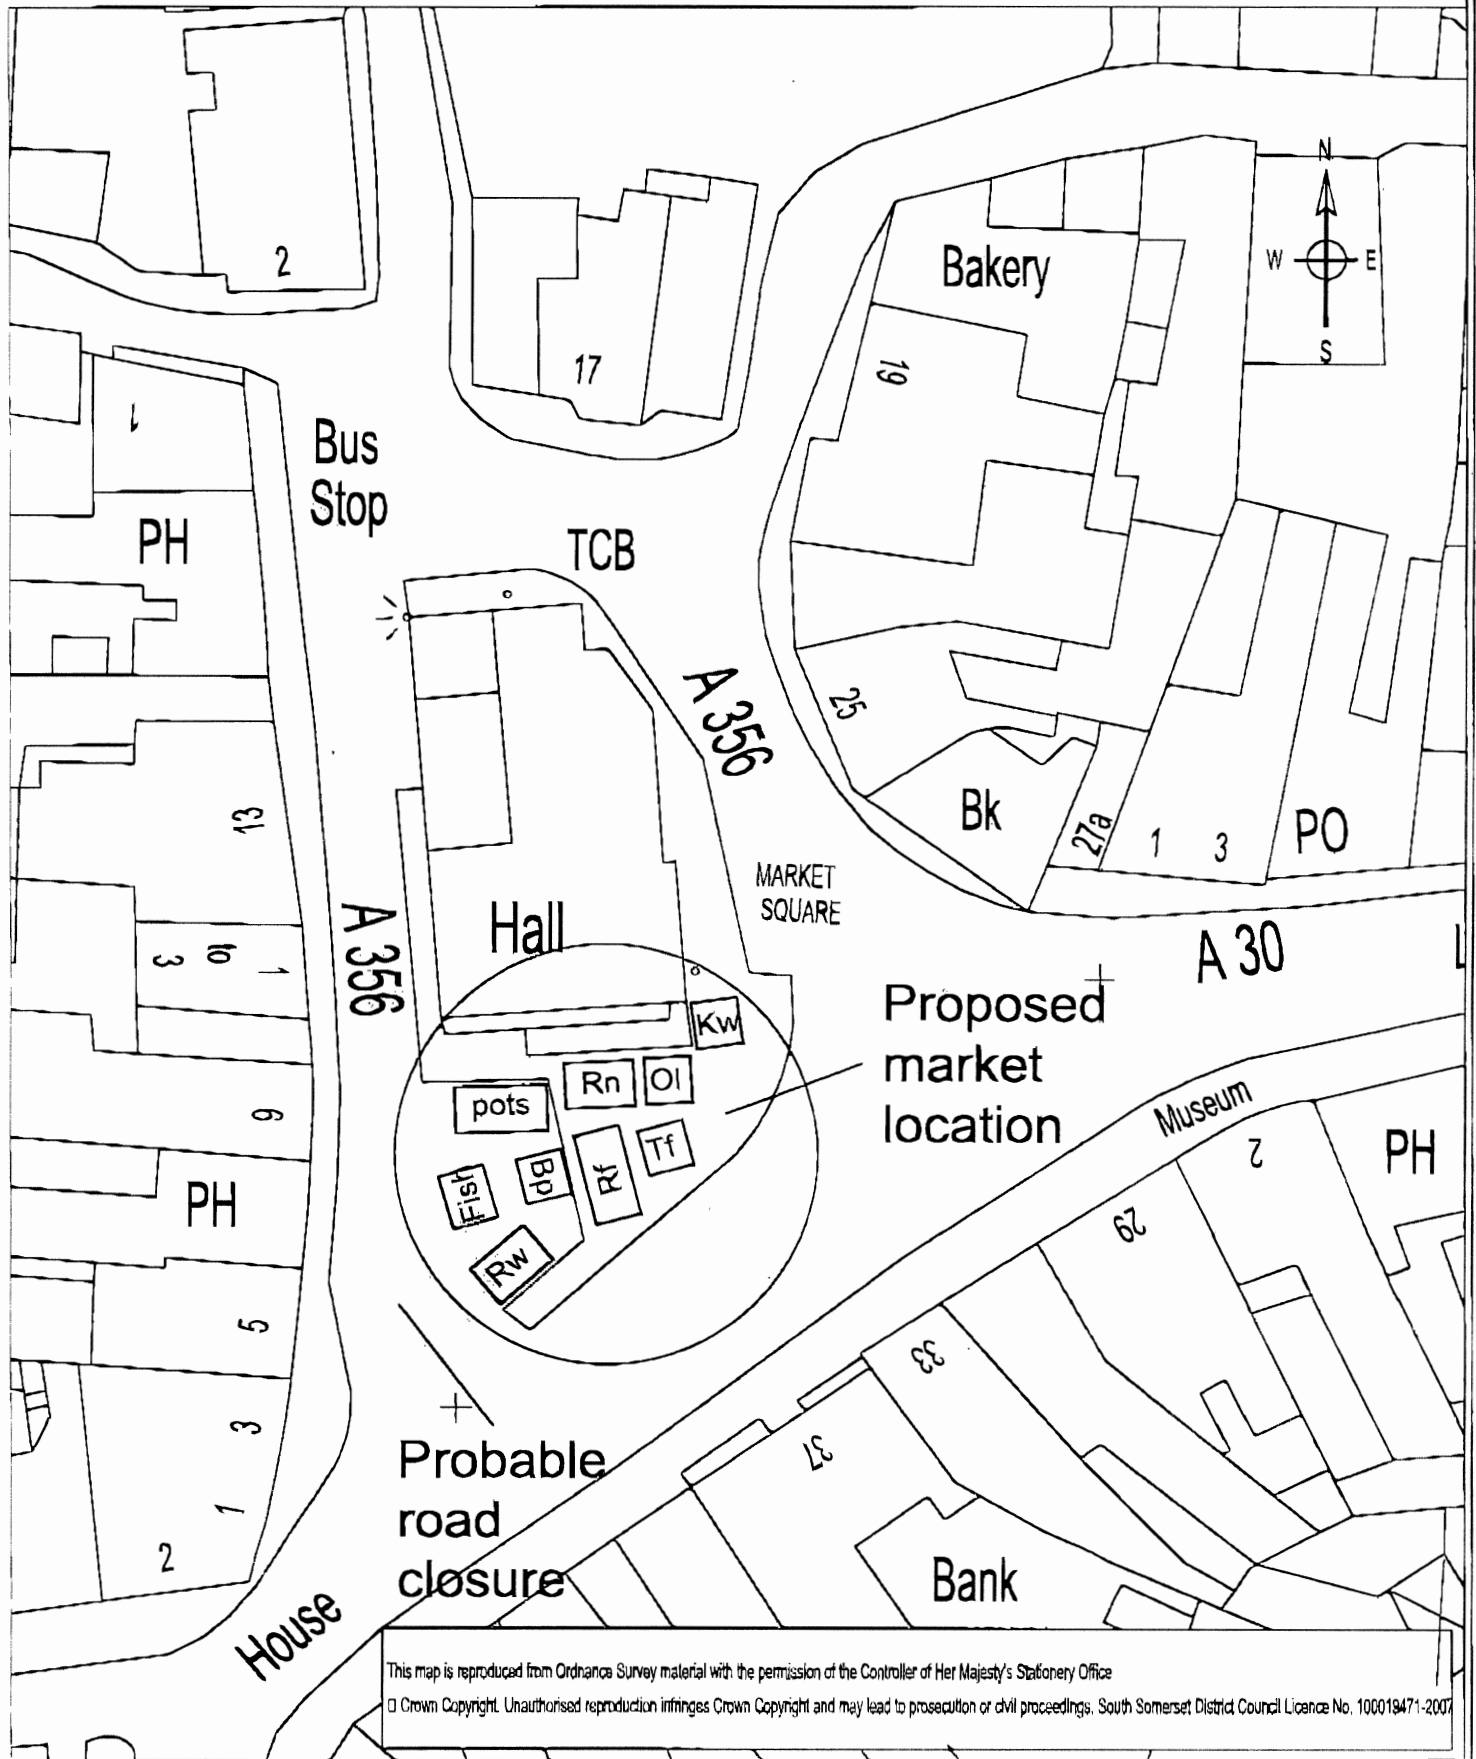 N
W E
S
2
Bakery
17
19
1
Bus
Stop
PH
TCB
A 356
25
13
Bk
27a
1
3
PO
MARKET
SQUARE
Hall
A 356
1
to
3
A 30
Proposed
market
location
Kw
Rn
Ol
pots
Tf
Rf
Bp
Fish
Rw
9
PH
Museum
2
PH
29
5
33
3
37
1
2
Probable
road
closure
House
Bank
This map is reproduced from Ordnance Survey material with the permission of the Controller of Her Majesty's Stationery Office
Crown Copyright. Unauthorised reproduction infringes Crown Copyright and may lead to prosecution or civil proceedings. South Somerset District Council Licence No. 100019471-2007